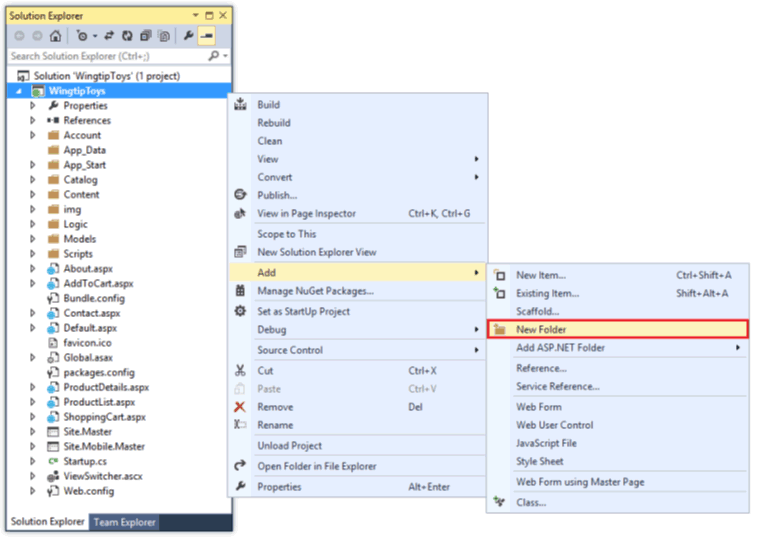 Solution Explorer
Search Solution Explorer (Ctrl+;)
Solution 'WingtipToys' (1 project)
WingtipToys
Properties
References
Account
App_Data
App_Start
Catalog
Content
img
Logic
Models
Scripts
About.aspx
AddToCart.aspx
Bundle.config
Contact.aspx
Default.aspx
favicon.ico
Global.asax
packages.config
ProductDetails.aspx
ProductList.aspx
ShoppingCart.aspx
Site.Master
Site.Mobile.Master
Startup.cs
ViewSwitcher.ascx
Web.config
Solution Explorer Team Explorer
Build
Rebuild
Clean
View
Convert
Publish...
View in Page Inspector Ctrl+K, Ctrl+G
Scope to This
New Solution Explorer View
Add
Manage NuGet Packages...
Set as StartUp Project
Debug
Source Control
Cut Ctrl+X
Paste Ctrl+V
Remove Del
Rename
Unload Project
Open Folder in File Explorer
Properties Alt+Enter
New Item... Ctrl+Shift+A
Existing Item... Shift+Alt+A
Scaffold...
New Folder
Add ASP.NET Folder
Reference...
Service Reference...
Web Form
Web User Control
JavaScript File
Style Sheet
Web Form using Master Page
Class...